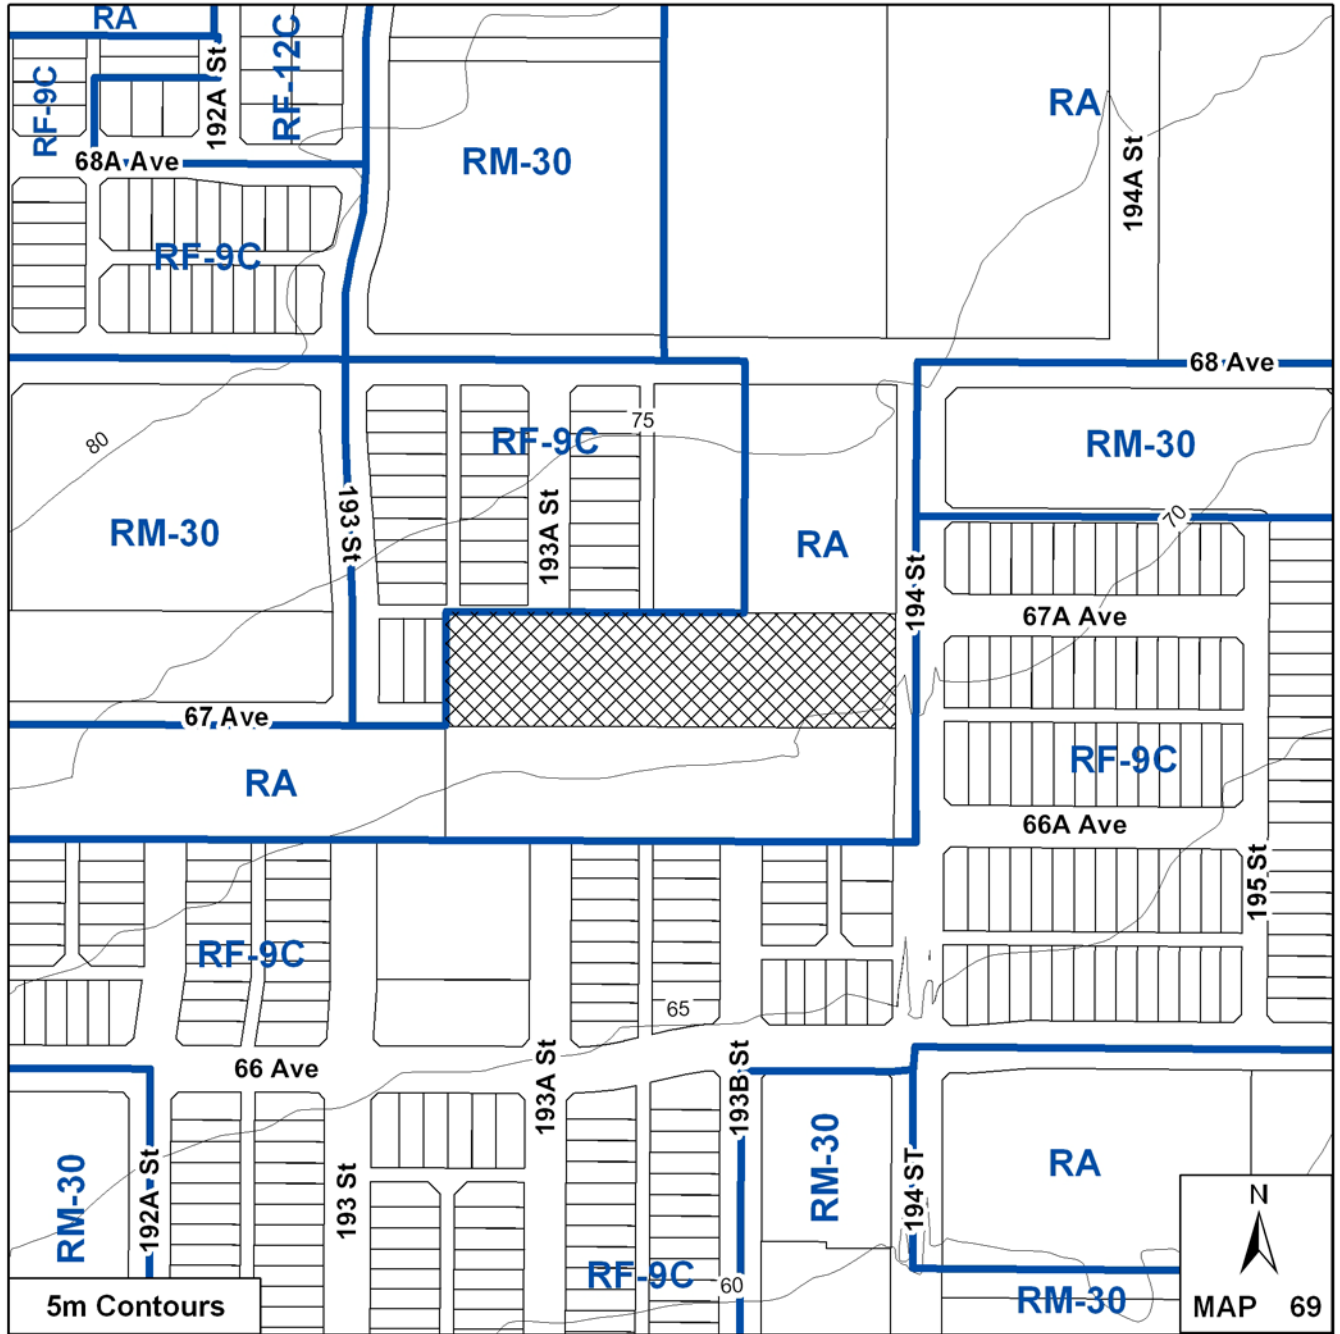 RA
192A St
RF-12C
RF-9C
RA
194A St
68A Ave
RM-30
RF-9C
68 Ave
80
75
RF-9C
RM-30
RM-30
193 St
193A St
RA
70
194 St
67A Ave
67 Ave
RA
RF-9C
66A Ave
195 St
RF-9C
65
66 Ave
193A St
193B St
RM-30
192A St
193 St
RM-30
194 ST
RA
RF-9C
60
RM-30
5m Contours
N
MAP 69